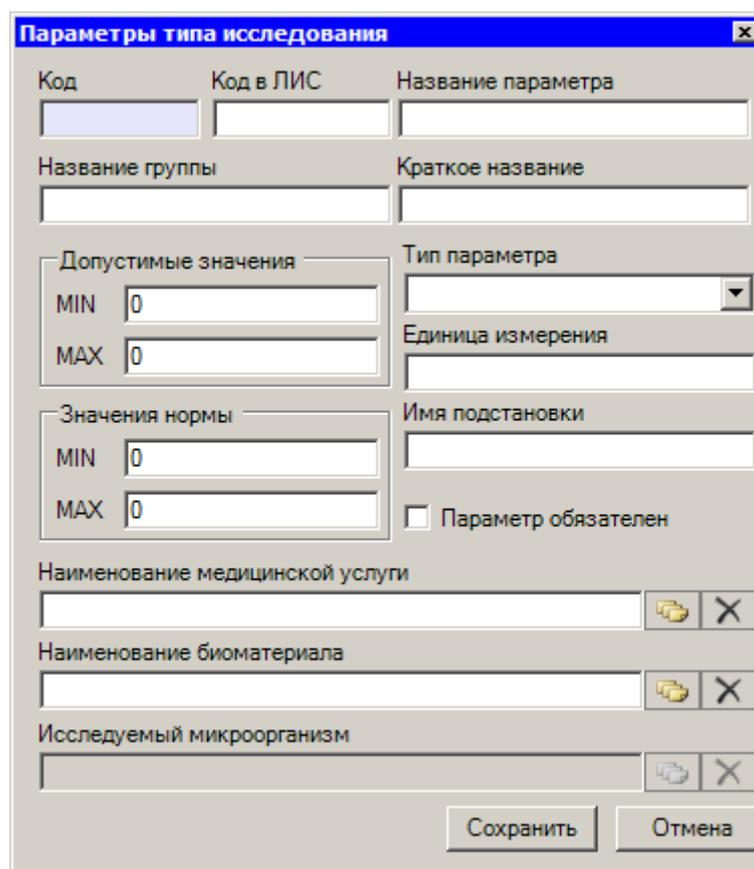 Параметры типа исследования
Код Код в ЛИС Название параметра
Название группы Краткое название
Допустимые значения Тип параметра
MIN 0
Единица измерения
MAX 0
Значения нормы Имя подстановки
MIN 0
MAX 0 Параметр обязателен
Наименование медицинской услуги
Наименование биоматериала
Исследуемый микроорганизм
Сохранить Отмена